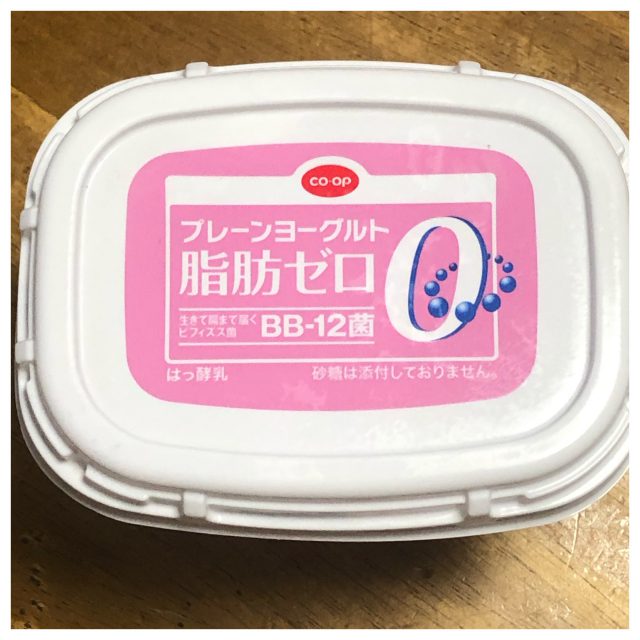 CO·OP
プレーンヨーグルト
脂肪ゼロ 0
生きて腸まで届く
ビフィズス菌 BB-12菌
はっ酵乳 砂糖は添付しておりません。